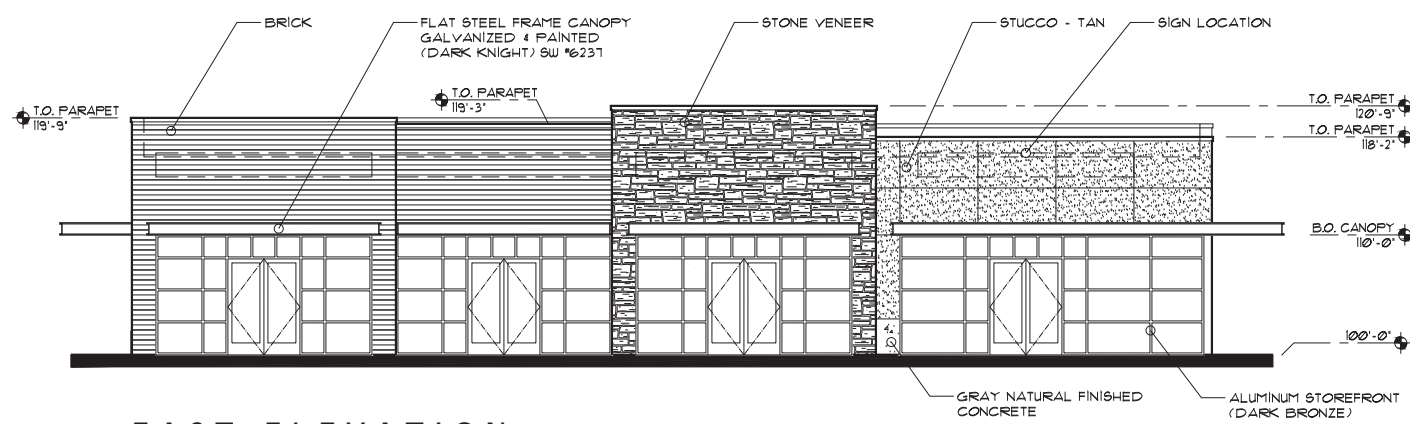 BRICK
FLAT STEEL FRAME CANOPY
GALVANIZED & PAINTED
(DARK KNIGHT) SW #6237
STONE VENEER
STUCCO - TAN
SIGN LOCATION
T.O. PARAPET
119'-9"
T.O. PARAPET
119'-3"
T.O. PARAPET
120'-9"
T.O. PARAPET
118'-2"
B.O. CANOPY
110'-0"
100'-0"
GRAY NATURAL FINISHED
CONCRETE
ALUMINUM STOREFRONT
(DARK BRONZE)
EAST ELEVATION